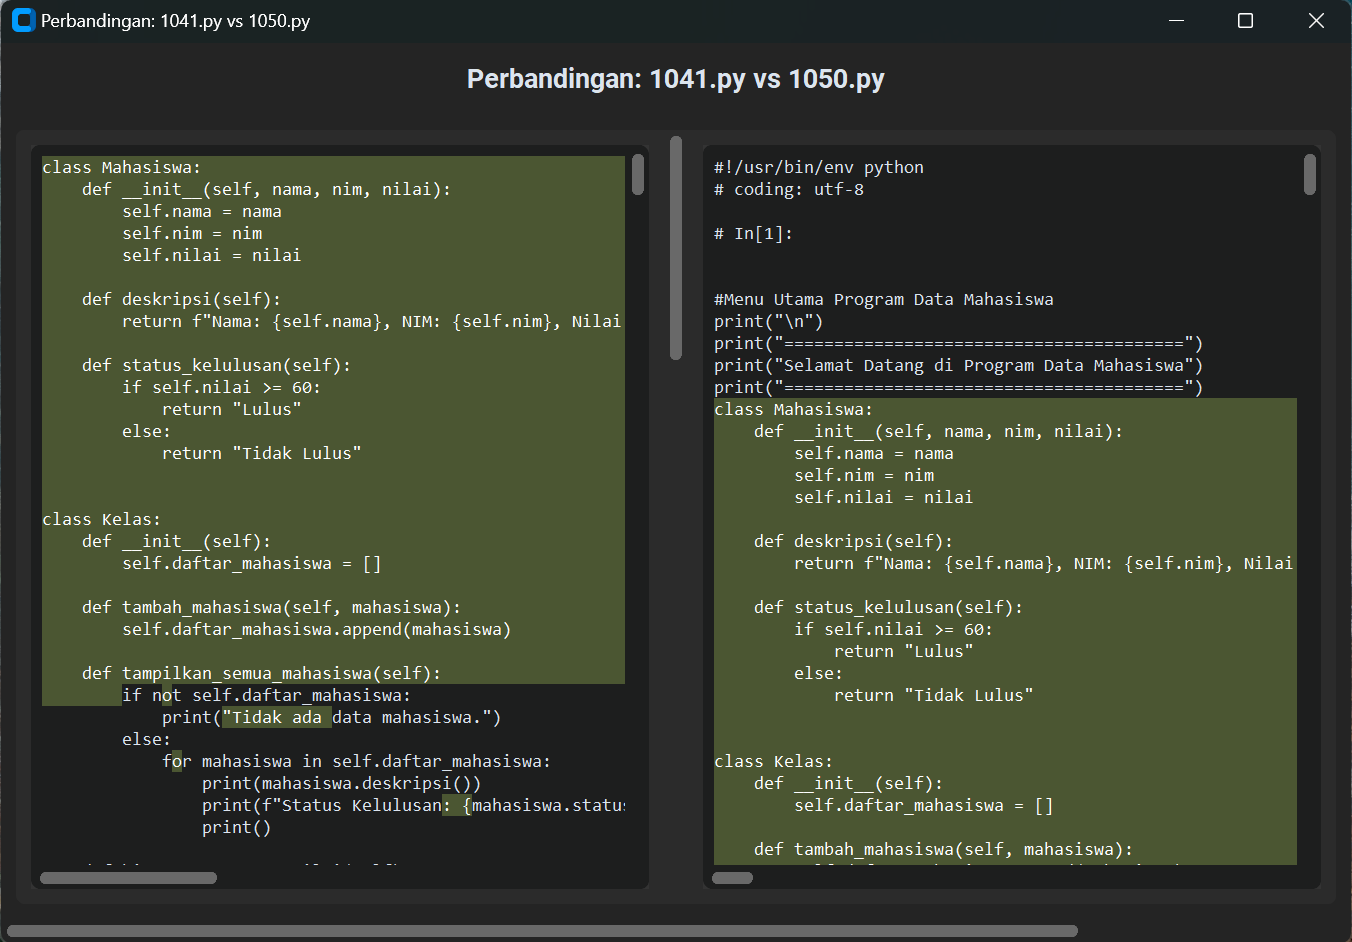 Perbandingan: 1041.py vs 1050.py
Perbandingan: 1041.py vs 1050.py
class Mahasiswa:
    def __init__(self, nama, nim, nilai):
        self.nama = nama
        self.nim = nim
        self.nilai = nilai
    def deskripsi(self):
        return f"Nama: {self.nama}, NIM: {self.nim}, Nilai
    def status_kelulusan(self):
        if self.nilai >= 60:
            return "Lulus"
        else:
            return "Tidak Lulus"
class Kelas:
    def __init__(self):
        self.daftar_mahasiswa = []
    def tambah_mahasiswa(self, mahasiswa):
        self.daftar_mahasiswa.append(mahasiswa)
    def tampilkan_semua_mahasiswa(self):
        if not self.daftar_mahasiswa:
            print("Tidak ada data mahasiswa.")
        else:
            for mahasiswa in self.daftar_mahasiswa:
                print(mahasiswa.deskripsi())
                print(f"Status Kelulusan: {mahasiswa.statu
                print()
#!/usr/bin/env python
# coding: utf-8
# In[1]:
#Menu Utama Program Data Mahasiswa
print("\n")
print("========================================")
print("Selamat Datang di Program Data Mahasiswa")
print("========================================")
class Mahasiswa:
    def __init__(self, nama, nim, nilai):
        self.nama = nama
        self.nim = nim
        self.nilai = nilai
    def deskripsi(self):
        return f"Nama: {self.nama}, NIM: {self.nim}, Nilai
    def status_kelulusan(self):
        if self.nilai >= 60:
            return "Lulus"
        else:
            return "Tidak Lulus"
class Kelas:
    def __init__(self):
        self.daftar_mahasiswa = []
    def tambah_mahasiswa(self, mahasiswa):